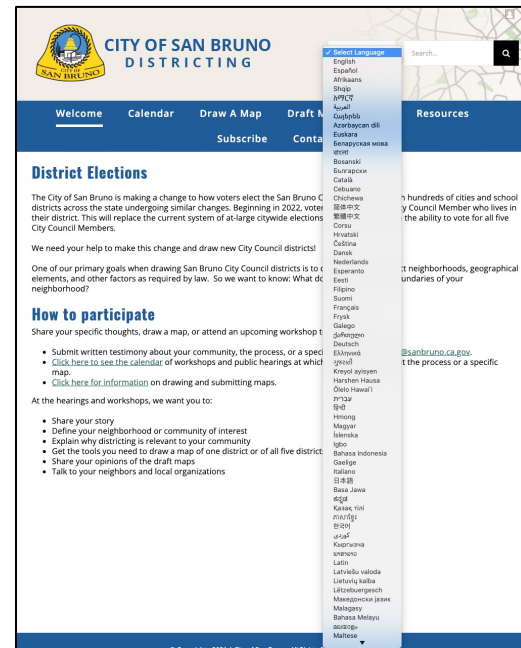 CITY OF SAN BRUNO
DISTRICTING
CITY OF
SAN BRUNO
Search...
Welcome
Calendar
Draw A Map
Draft M
Resources
Subscribe
Conta
District Elections
The City of San Bruno is making a change to how voters elect the San Bruno C
h hundreds of cities and school
districts across the state undergoing similar changes. Beginning in 2022, vote
y Council Member who lives in
their district. This will replace the current system of at-large citywide elections
the ability to vote for all five
City Council Members.
We need your help to make this change and draw new City Council districts!
One of our primary goals when drawing San Bruno City Council districts is to
ct neighborhoods, geographical
elements, and other factors as required by law. So we want to know: What do
undaries of your
neighborhood?
How to participate
Share your specific thoughts, draw a map, or attend an upcoming workshop t
Submit written testimony about your community, the process, or a speci
@sanbruno.ca.gov.
Click here to see the calendar of workshops and public hearings at which
t the process or a specific
map.
Click here for information on drawing and submitting maps.
At the hearings and workshops, we want you to:
Share your story
Define your neighborhood or community of interest
Explain why districting is relevant to your community
Get the tools you need to draw a map of one district or of all five district
Share your opinions of the draft maps
Talk to your neighbors and local organizations
✓ Select Language
English
Español
Afrikaans
Shqip
አማርኛ
العربية
Հայերեն
Azərbaycan dili
Euskara
Беларуская мова
বাংলা
Bosanski
Български
Català
Cebuano
Chichewa
简体中文
繁體中文
Corsu
Hrvatski
Čeština
Dansk
Nederlands
Esperanto
Eesti
Filipino
Suomi
Français
Frysk
Galego
ქართული
Deutsch
Ελληνικά
ગુજરાતી
Kreyol ayisyen
Harshen Hausa
Ōlelo Hawaiʻi
עִברִית
हिन्दी
Hmong
Magyar
Íslenska
Igbo
Bahasa Indonesia
Gaelige
Italiano
日本語
Basa Jawa
ಕನ್ನಡ
Қазақ тілі
ភាសាខ្មែរ
한국어
كوردی
Кыргызча
ພາສາລາວ
Latin
Latviešu valoda
Lietuvių kalba
Lëtzebuergesch
Македонски јазик
Malagasy
Bahasa Melayu
മലയാളം
Maltese